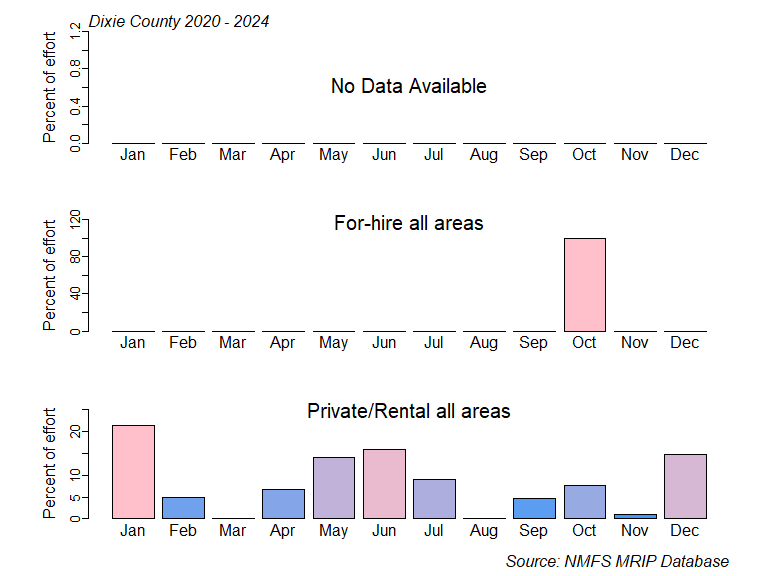 Dixie County 2020 - 2024
Percent of effort
1.2
0.8
0.4
0.0
No Data Available
Jan Feb Mar Apr May Jun Jul Aug Sep Oct Nov Dec
For-hire all areas
Percent of effort
120
80
40
0
Jan Feb Mar Apr May Jun Jul Aug Sep Oct Nov Dec
Private/Rental all areas
Percent of effort
20
10
5
0
Jan Feb Mar Apr May Jun Jul Aug Sep Oct Nov Dec
Source: NMFS MRIP Database